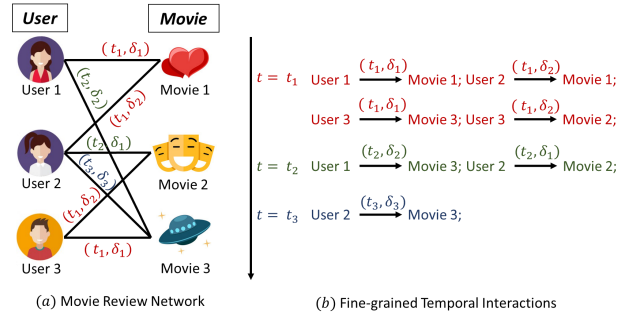 User Movie
(t₁, δ₁)
(t₂, δ₂)
(t₁, δ₂)
User 1 Movie 1
(t₂, δ₁)
(t₃, δ₃)
User 2 Movie 2
(t₁, δ₂)
(t₁, δ₁)
User 3 Movie 3
(a) Movie Review Network
t = t₁ User 1 (t₁, δ₁) Movie 1; User 2 (t₁, δ₂) Movie 1;
User 3 (t₁, δ₁) Movie 3; User 3 (t₁, δ₂) Movie 2;
t = t₂ User 1 (t₂, δ₂) Movie 3; User 2 (t₂, δ₁) Movie 2;
t = t₃ User 2 (t₃, δ₃) Movie 3;
(b) Fine-grained Temporal Interactions